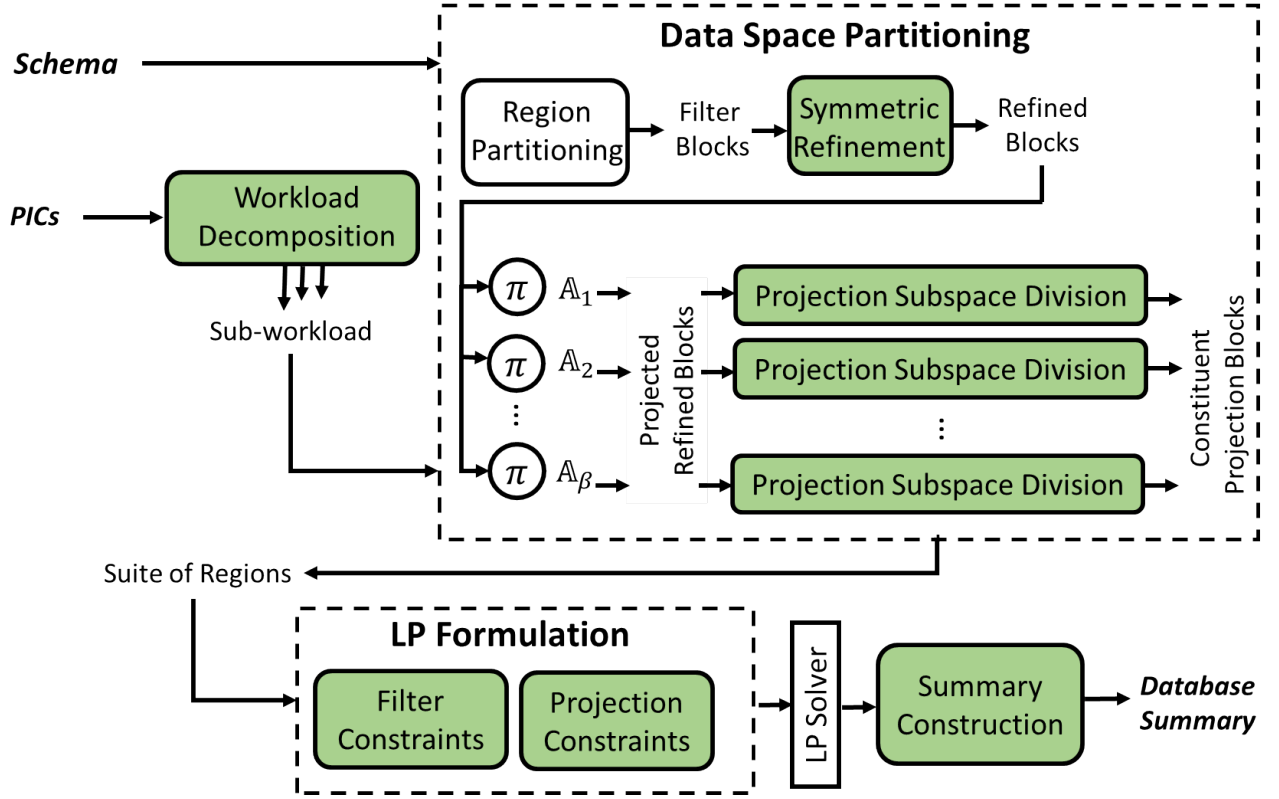 Data Space Partitioning
Schema
Region
Partitioning
Filter
Blocks
Symmetric
Refinement
Refined
Blocks
PICs
Workload
Decomposition
Sub-workload
π 𝔸₁
π 𝔸₂
⋮
π 𝔸ᵦ
Projected
Refined Blocks
Projection Subspace Division
Projection Subspace Division
⋮
Projection Subspace Division
Constituent
Projection Blocks
Suite of Regions
LP Formulation
Filter
Constraints
Projection
Constraints
LP Solver
Summary
Construction
Database
Summary